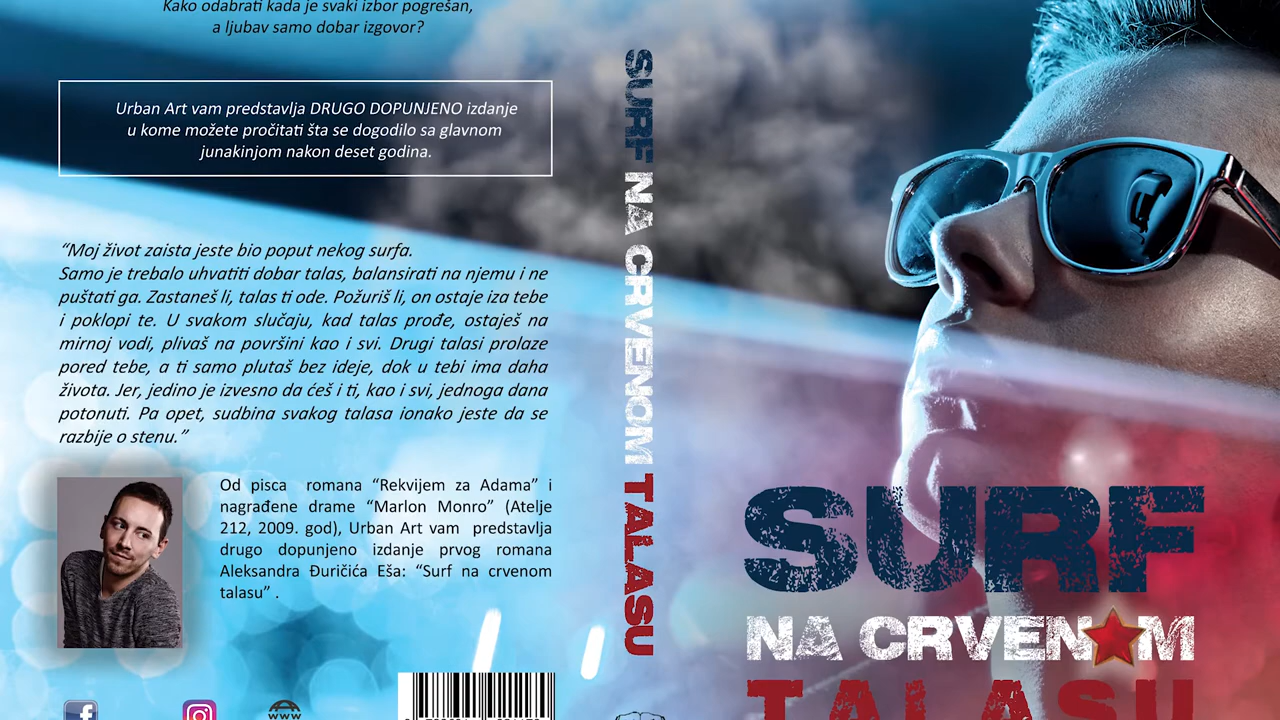 Kako odabrati kada je svaki izbor pogrešan,
a ljubav samo dobar izgovor?
Urban Art vam predstavlja DRUGO DOPUNJENO izdanje
u kome možete pročitati šta se dogodilo sa glavnom
junakinjom nakon deset godina.
“Moj život zaista jeste bio poput nekog surfa.
Samo je trebalo uhvatiti dobar talas, balansirati na njemu i ne
puštati ga. Zastaneš li, talas ti ode. Požuriš li, on ostaje iza tebe
i poklopi te. U svakom slučaju, kad talas prođe, ostaješ na
mirnoj vodi, plivaš na površini kao i svi. Drugi talasi prolaze
pored tebe, a ti samo plutaš bez ideje, dok u tebi ima daha
života. Jer, jedino je izvesno da ćeš i ti, kao i svi, jednoga dana
potonuti. Pa opet, sudbina svakog talasa ionako jeste da se
razbije o stenu.”
Od pisca romana “Rekvijem za Adama” i
nagrađene drame “Marlon Monro” (Atelje
212, 2009. god), Urban Art vam predstavlja
drugo dopunjeno izdanje prvog romana
Aleksandra Đuričića Eša: “Surf na crvenom
talasu” .
www
SURF NA CRVENOM TALASU
SURF
NA CRVENOM
TALASU